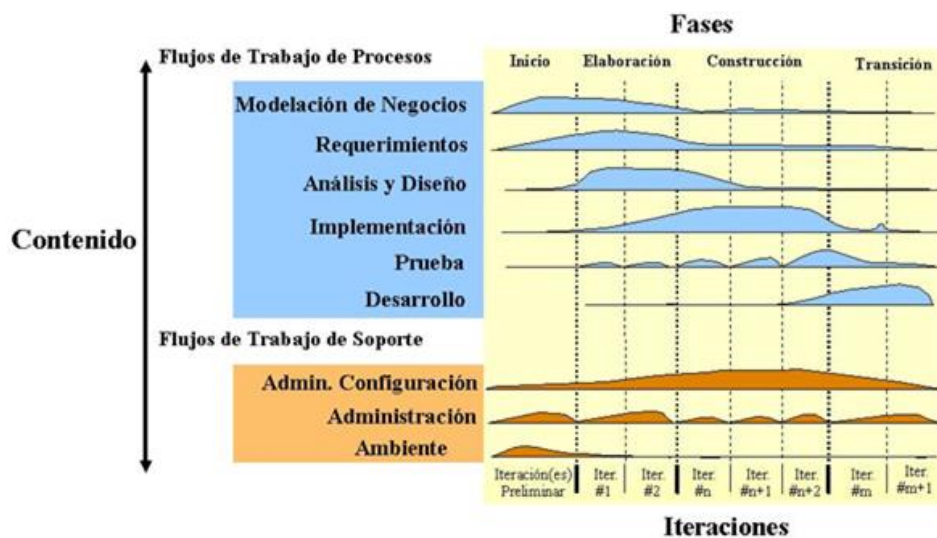 Fases
Flujos de Trabajo de Procesos
Inicio Elaboración Construcción Transición
Modelación de Negocios
Requerimientos
Análisis y Diseño
Implementación
Contenido
Prueba
Desarrollo
Flujos de Trabajo de Soporte
Admin. Configuración
Administración
Ambiente
Iteración(es) Preliminar
Iter. #1
Iter. #2
Iter. #n
Iter. #n+1
Iter. #n+2
Iter. #m
Iter. #m+1
Iteraciones